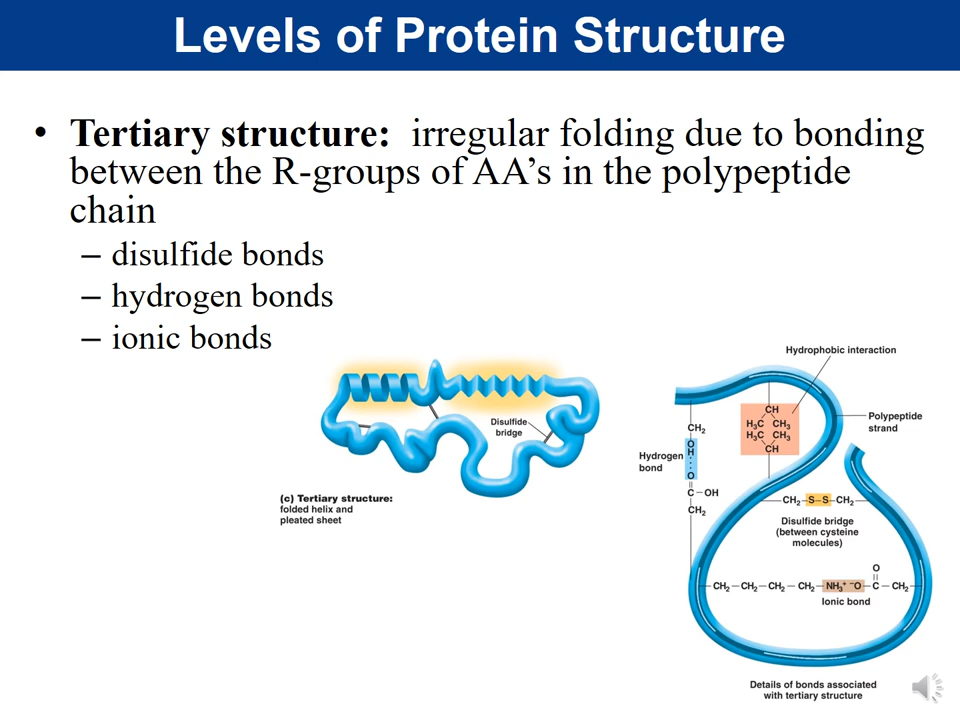 Levels of Protein Structure
• Tertiary structure: irregular folding due to bonding
between the R-groups of AA’s in the polypeptide
chain
– disulfide bonds
– hydrogen bonds
– ionic bonds
Disulfide
bridge
(c) Tertiary structure:
folded helix and
pleated sheet
Hydrophobic interaction
CH
H₃C CH₃
H₃C CH₃
CH
Polypeptide
strand
CH₂
O
H
Hydrogen
bond
O
C – OH
CH₂
CH₂ – S – S – CH₂
Disulfide bridge
(between cysteine
molecules)
O
CH₂ – CH₂ – CH₂ – CH₂ – NH₃⁺ ⁻O – C – CH₂
Ionic bond
Details of bonds associated
with tertiary structure